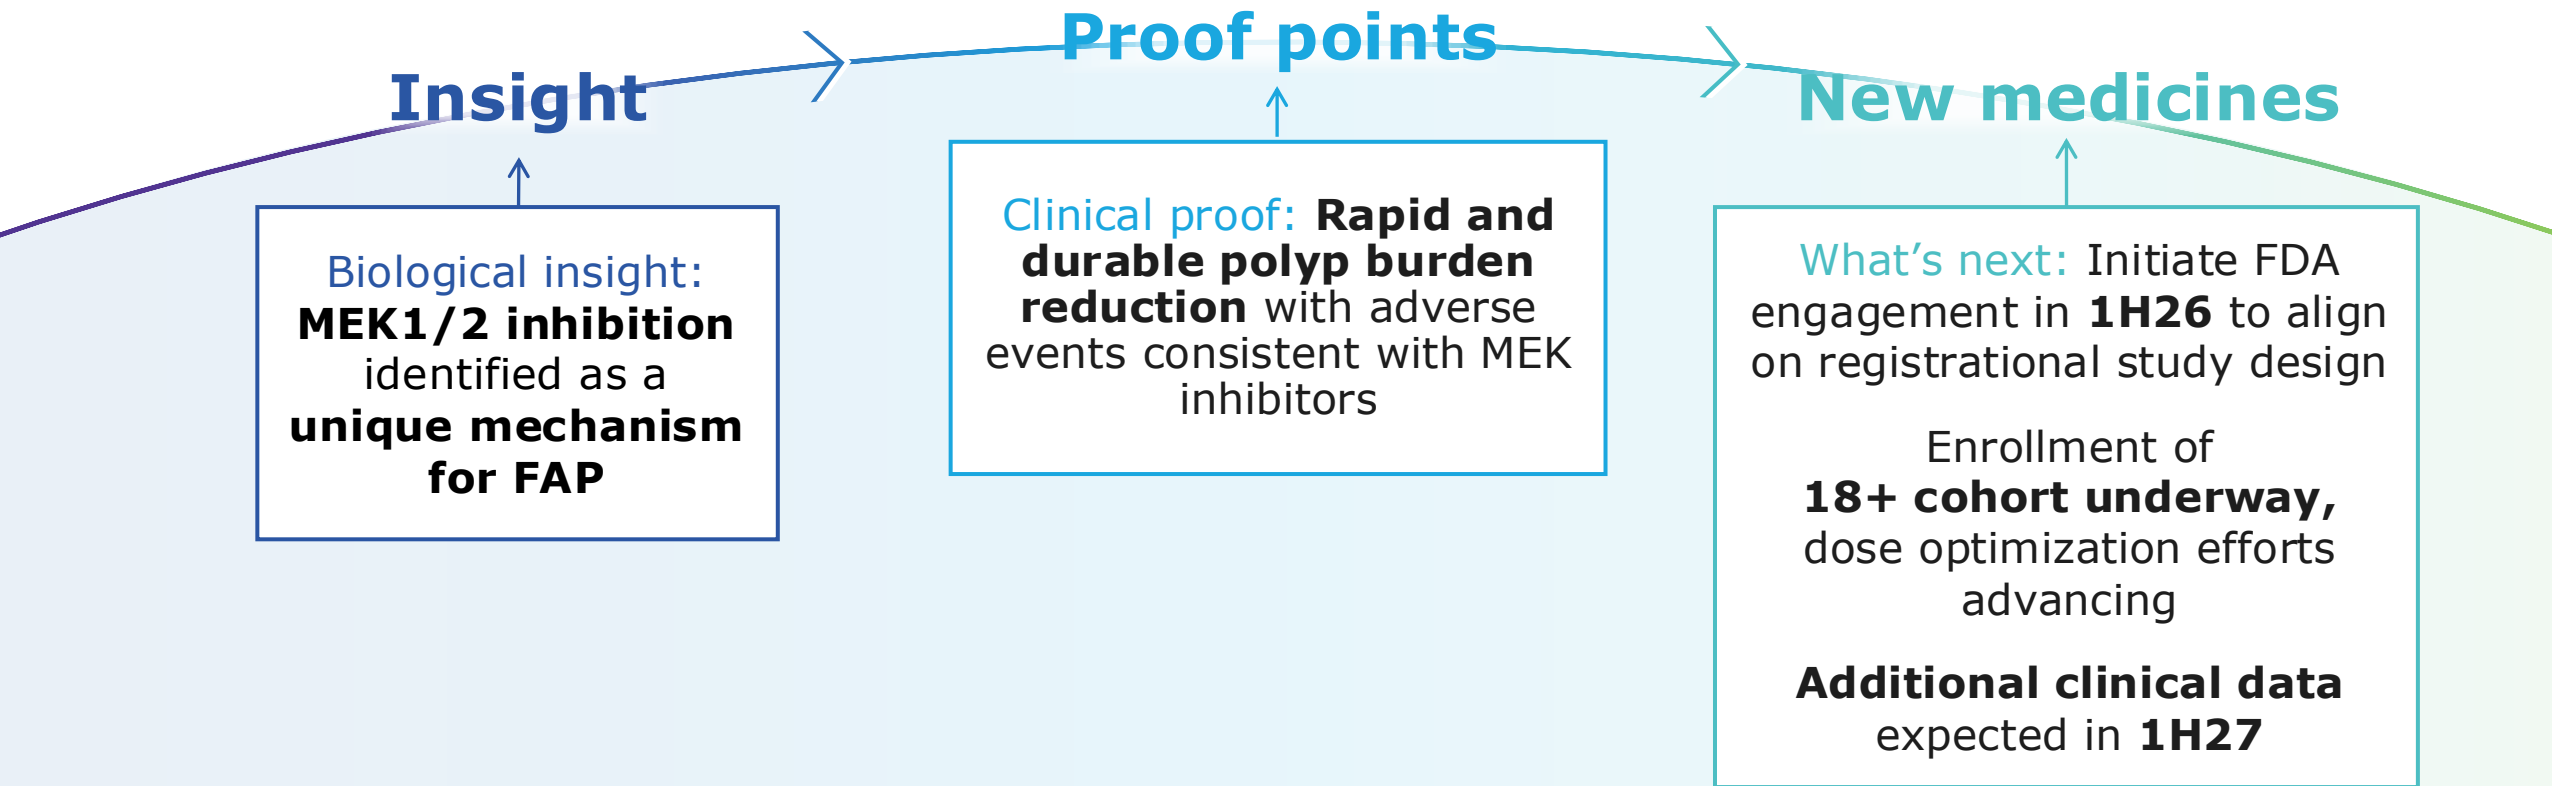 Insight
Biological insight:
MEK1/2 inhibition
identified as a
unique mechanism
for FAP
Proof points
Clinical proof: Rapid and
durable polyp burden
reduction with adverse
events consistent with MEK
inhibitors
New medicines
What’s next: Initiate FDA
engagement in 1H26 to align
on registrational study design
Enrollment of
18+ cohort underway,
dose optimization efforts
advancing
Additional clinical data
expected in 1H27